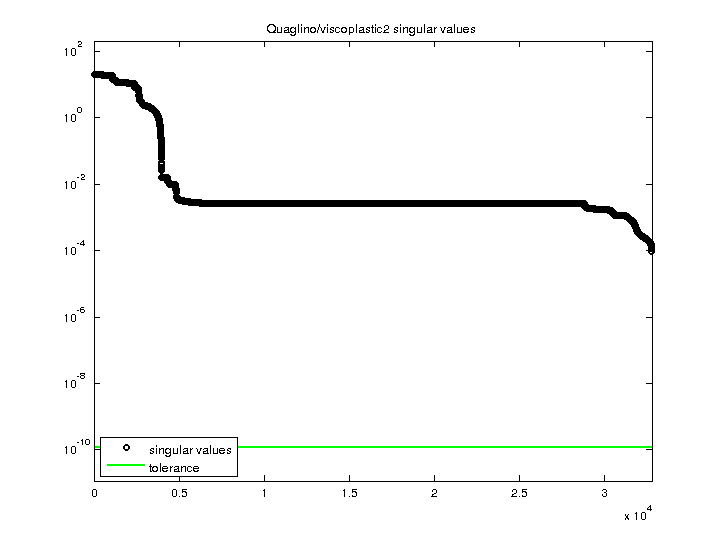 Quaglino/viscoplastic2 singular values
10^2
10^0
10^-2
10^-4
10^-6
10^-8
10^-10
singular values
tolerance
0 0.5 1 1.5 2 2.5 3
x 10^4